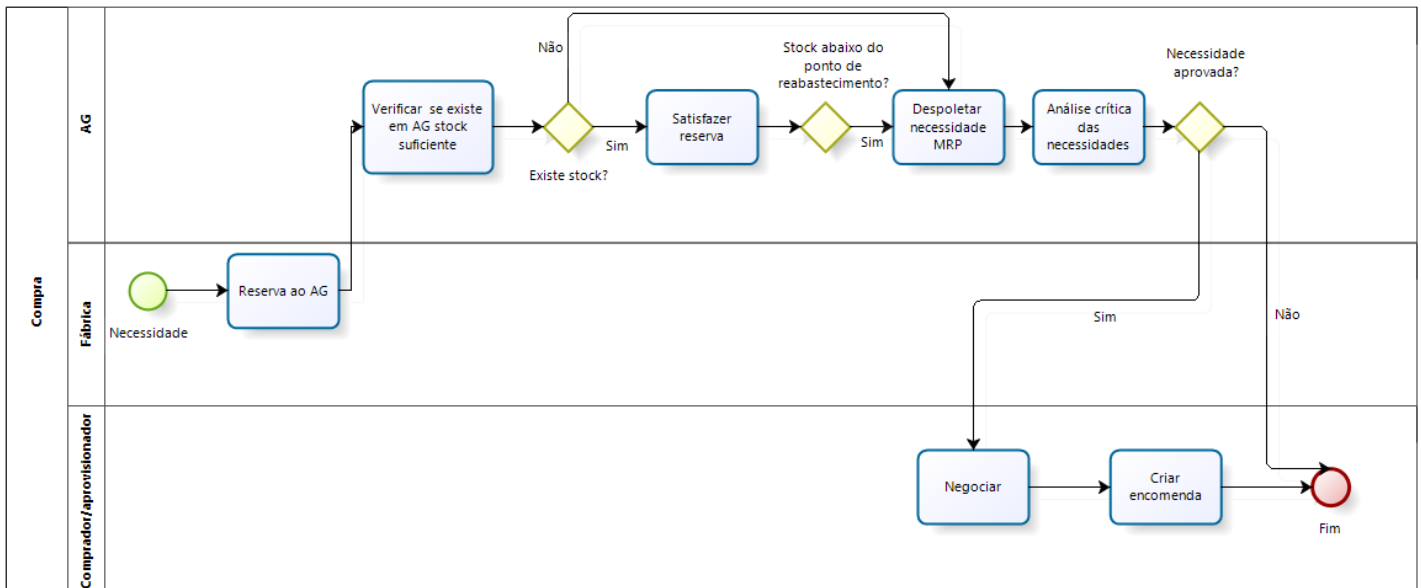 Compra
AG
Não
Stock abaixo do
ponto de
reabastecimento?
Necessidade
aprovada?
Verificar se existe
em AG stock
suficiente
Existe stock?
Sim
Satisfazer
reserva
Sim
Despoletar
necessidade
MRP
Análise crítica
das
necessidades
Fábrica
Necessidade
Reserva ao AG
Sim
Não
Comprador/aprovisionador
Negociar
Criar
encomenda
Fim